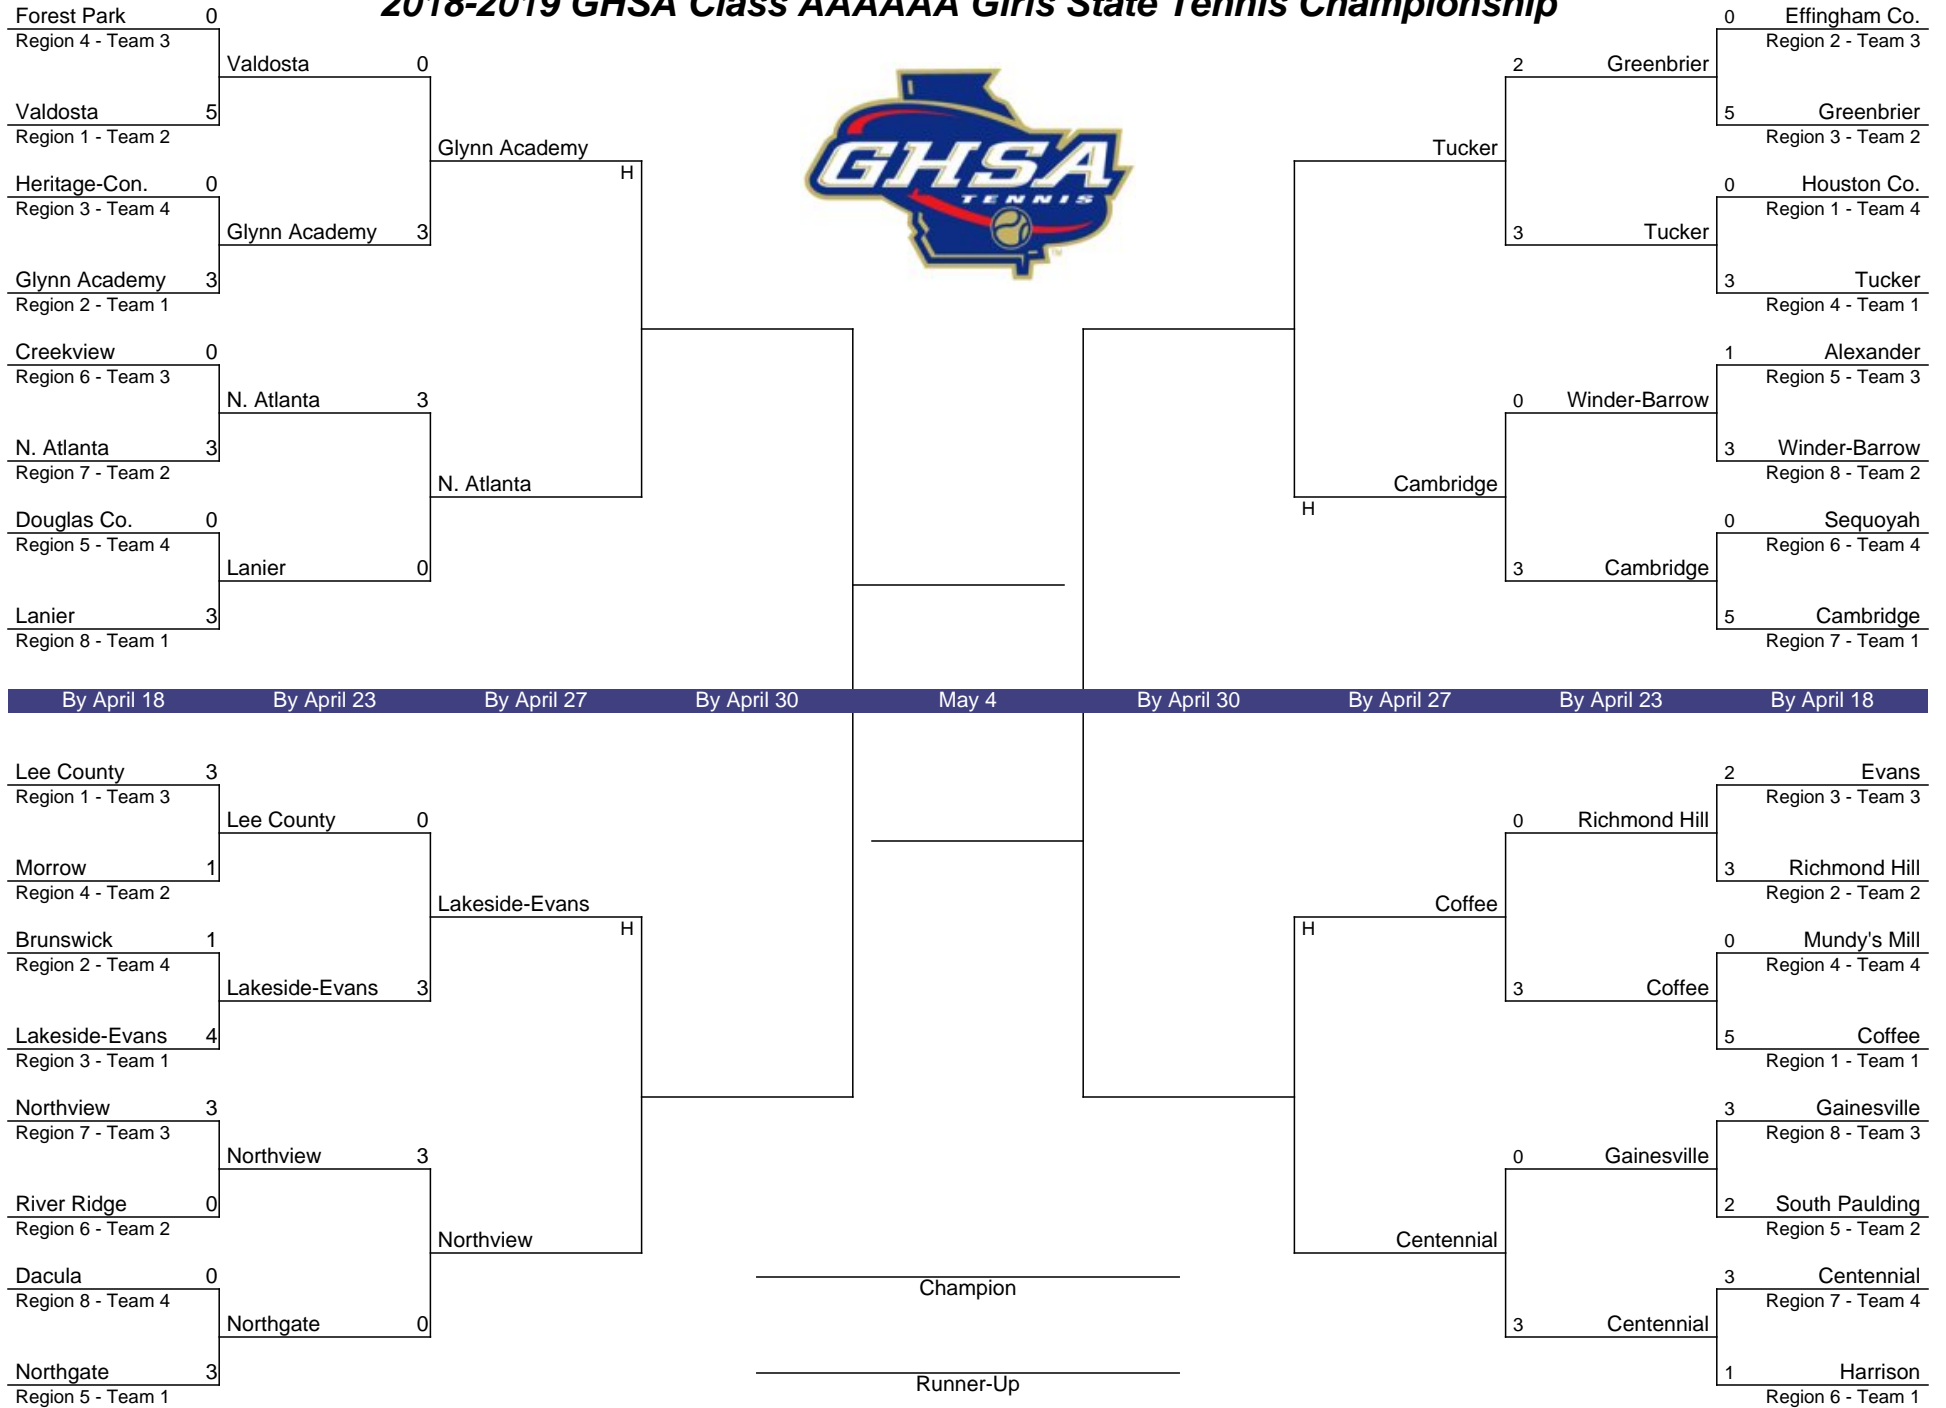 2018-2019 GHSA Class AAAAAA Girls State Tennis Championship
Forest Park 0
Region 4 - Team 3
Valdosta 0
Valdosta 5
Region 1 - Team 2
Glynn Academy
H
Heritage-Con. 0
Region 3 - Team 4
Glynn Academy 3
Glynn Academy 3
Region 2 - Team 1
Creekview 0
Region 6 - Team 3
N. Atlanta 3
N. Atlanta 3
Region 7 - Team 2
N. Atlanta
Douglas Co. 0
Region 5 - Team 4
Lanier 0
Lanier 3
Region 8 - Team 1
GHSA
TENNIS
TM
0 Effingham Co.
Region 2 - Team 3
2 Greenbrier
5 Greenbrier
Region 3 - Team 2
Tucker
0 Houston Co.
Region 1 - Team 4
3 Tucker
3 Tucker
Region 4 - Team 1
1 Alexander
Region 5 - Team 3
0 Winder-Barrow
3 Winder-Barrow
Region 8 - Team 2
Cambridge
H
0 Sequoyah
Region 6 - Team 4
3 Cambridge
5 Cambridge
Region 7 - Team 1
By April 18 By April 23 By April 27 By April 30 May 4 By April 30 By April 27 By April 23 By April 18
Lee County 3
Region 1 - Team 3
Lee County 0
Morrow 1
Region 4 - Team 2
Lakeside-Evans
H
Brunswick 1
Region 2 - Team 4
Lakeside-Evans 3
Lakeside-Evans 4
Region 3 - Team 1
Northview 3
Region 7 - Team 3
Northview 3
River Ridge 0
Region 6 - Team 2
Northview
Dacula 0
Region 8 - Team 4
Northgate 0
Northgate 3
Region 5 - Team 1
2 Evans
Region 3 - Team 3
0 Richmond Hill
3 Richmond Hill
Region 2 - Team 2
Coffee
H
0 Mundy's Mill
Region 4 - Team 4
3 Coffee
5 Coffee
Region 1 - Team 1
3 Gainesville
Region 8 - Team 3
0 Gainesville
2 South Paulding
Region 5 - Team 2
Centennial
3 Centennial
Region 7 - Team 4
3 Centennial
1 Harrison
Region 6 - Team 1
Champion
Runner-Up